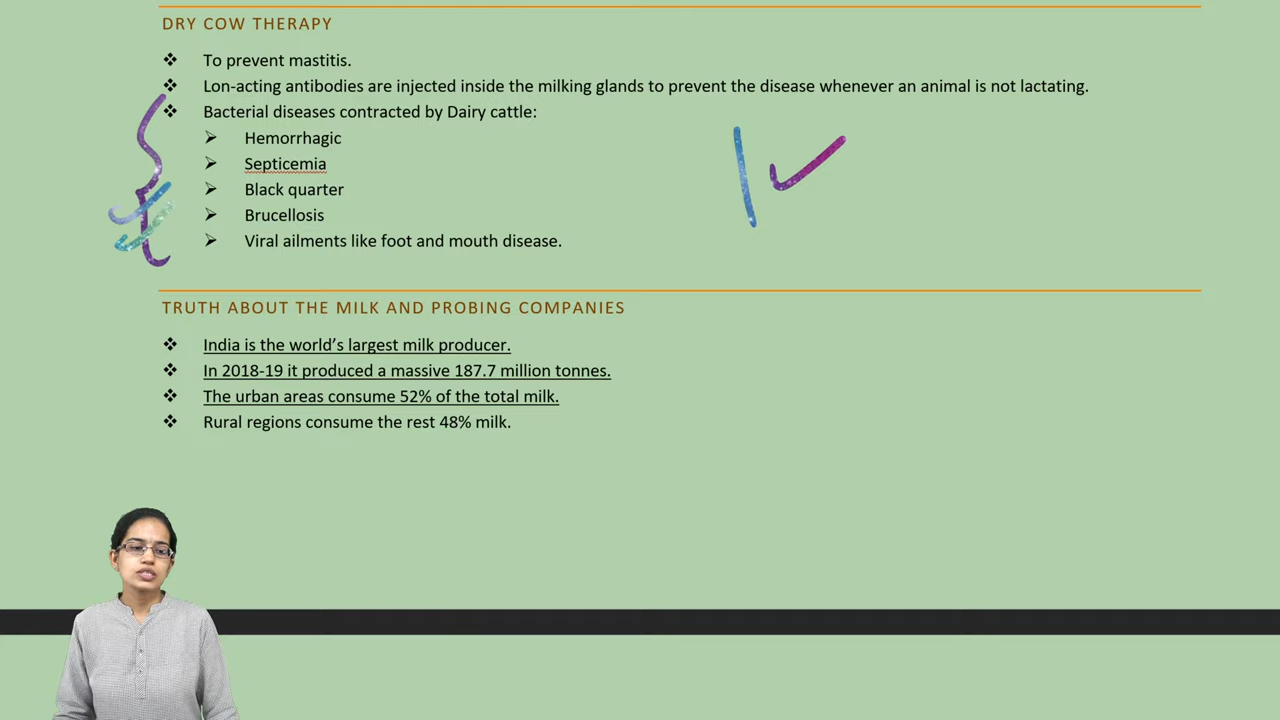 DRY COW THERAPY
❖ To prevent mastitis.
❖ Lon-acting antibodies are injected inside the milking glands to prevent the disease whenever an animal is not lactating.
❖ Bacterial diseases contracted by Dairy cattle:
➢ Hemorrhagic
➢ Septicemia
➢ Black quarter
➢ Brucellosis
➢ Viral ailments like foot and mouth disease.
TRUTH ABOUT THE MILK AND PROBING COMPANIES
❖ India is the world’s largest milk producer.
❖ In 2018-19 it produced a massive 187.7 million tonnes.
❖ The urban areas consume 52% of the total milk.
❖ Rural regions consume the rest 48% milk.